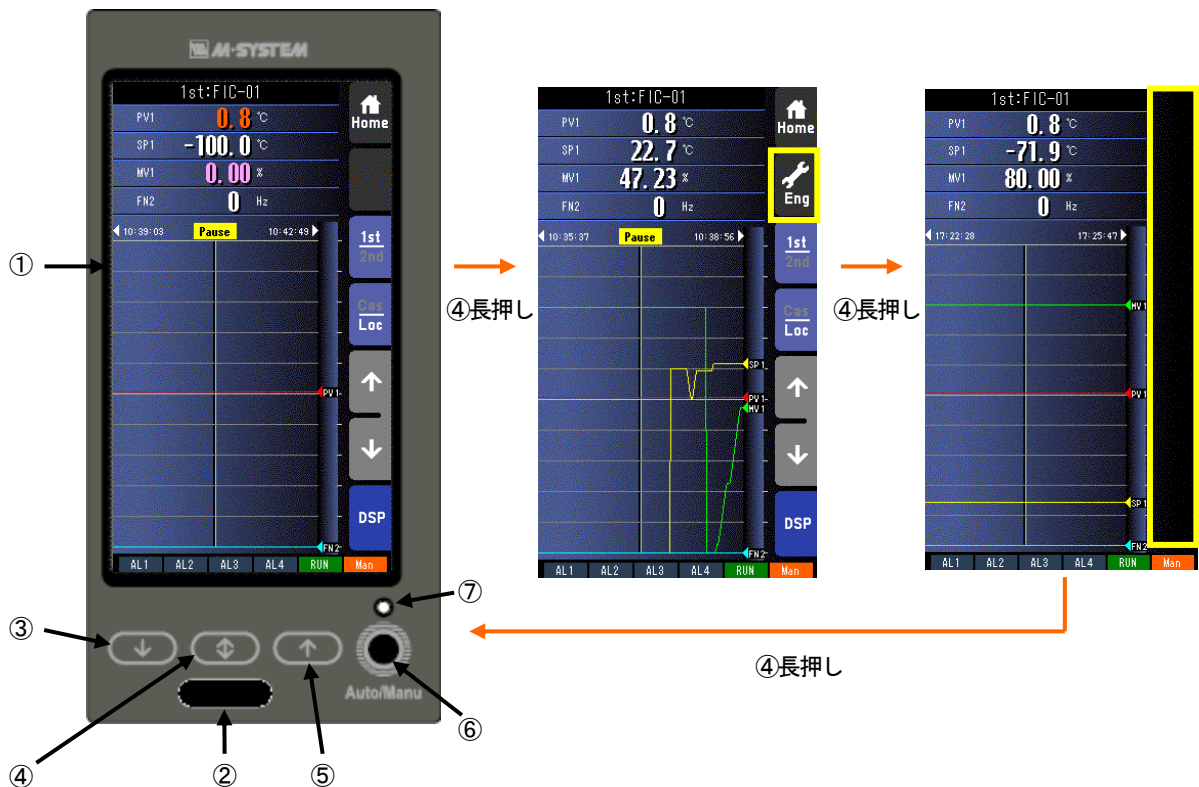 M-SYSTEM
1st:FIC-01
PV1 0.8 ℃
SP1 -100.0 ℃
MV1 0.00 %
FN2 0 Hz
10:39:03 Pause 10:42:49
Home
1st
2nd
Cas
Loc
↑
↓
DSP
PV1
FN2
AL1 AL2 AL3 AL4 RUN Man
Auto/Manu
①
②
③
④
⑤
⑥
⑦
④長押し
1st:FIC-01
PV1 0.8 ℃
SP1 22.7 ℃
MV1 47.23 %
FN2 0 Hz
10:35:37 Pause 10:38:56
Home
Eng
1st
2nd
Cas
Loc
↑
↓
DSP
SP1
PV1
MV1
FN2
AL1 AL2 AL3 AL4 RUN Man
④長押し
1st:FIC-01
PV1 0.8 ℃
SP1 -71.9 ℃
MV1 80.00 %
FN2 0 Hz
17:22:28 17:25:47
MV1
PV1
SP1
FN2
AL1 AL2 AL3 AL4 RUN Man
④長押し